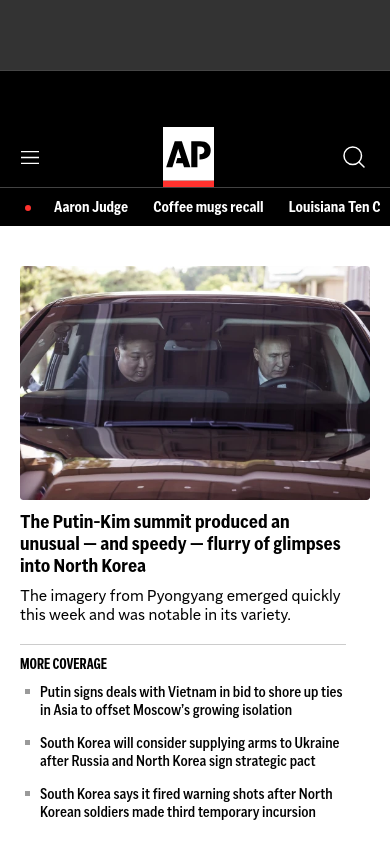 AP
Aaron Judge Coffee mugs recall Louisiana Ten C
The Putin-Kim summit produced an
unusual — and speedy — flurry of glimpses
into North Korea
The imagery from Pyongyang emerged quickly
this week and was notable in its variety.
MORE COVERAGE
Putin signs deals with Vietnam in bid to shore up ties
in Asia to offset Moscow’s growing isolation
South Korea will consider supplying arms to Ukraine
after Russia and North Korea sign strategic pact
South Korea says it fired warning shots after North
Korean soldiers made third temporary incursion